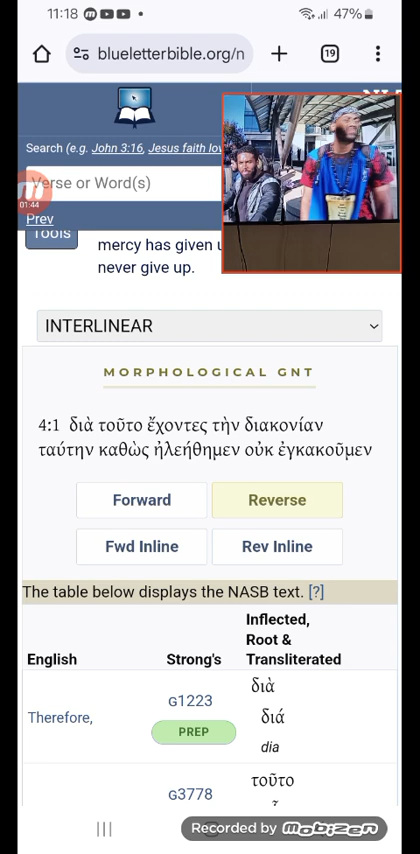 11:18
47%
blueletterbible.org/n
19
Search (e.g. John 3:16, Jesus faith lov
Verse or Word(s)
01:44
Prev
Tools
mercy has given u
never give up.
INTERLINEAR
MORPHOLOGICAL GNT
4:1 διὰ τοῦτο ἔχοντες τὴν διακονίαν
ταύτην καθὼς ἠλεήθημεν οὐκ ἐγκακοῦμεν
Forward
Reverse
Fwd Inline
Rev Inline
The table below displays the NASB text. [?]
English
Strong's
Inflected,
Root &
Transliterated
Therefore,
G1223
PREP
διὰ
διά
dia
G3778
τοῦτο
Recorded by mobizen